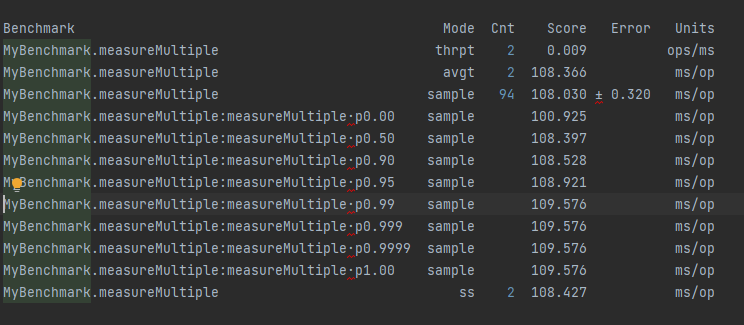 Benchmark Mode Cnt Score Error Units
MyBenchmark.measureMultiple thrpt 2 0.009 ops/ms
MyBenchmark.measureMultiple avgt 2 108.366 ms/op
MyBenchmark.measureMultiple sample 94 108.030 ± 0.320 ms/op
MyBenchmark.measureMultiple:measureMultiple·p0.00 sample 100.925 ms/op
MyBenchmark.measureMultiple:measureMultiple·p0.50 sample 108.397 ms/op
MyBenchmark.measureMultiple:measureMultiple·p0.90 sample 108.528 ms/op
MyBenchmark.measureMultiple:measureMultiple·p0.95 sample 108.921 ms/op
MyBenchmark.measureMultiple:measureMultiple·p0.99 sample 109.576 ms/op
MyBenchmark.measureMultiple:measureMultiple·p0.999 sample 109.576 ms/op
MyBenchmark.measureMultiple:measureMultiple·p0.9999 sample 109.576 ms/op
MyBenchmark.measureMultiple:measureMultiple·p1.00 sample 109.576 ms/op
MyBenchmark.measureMultiple ss 2 108.427 ms/op